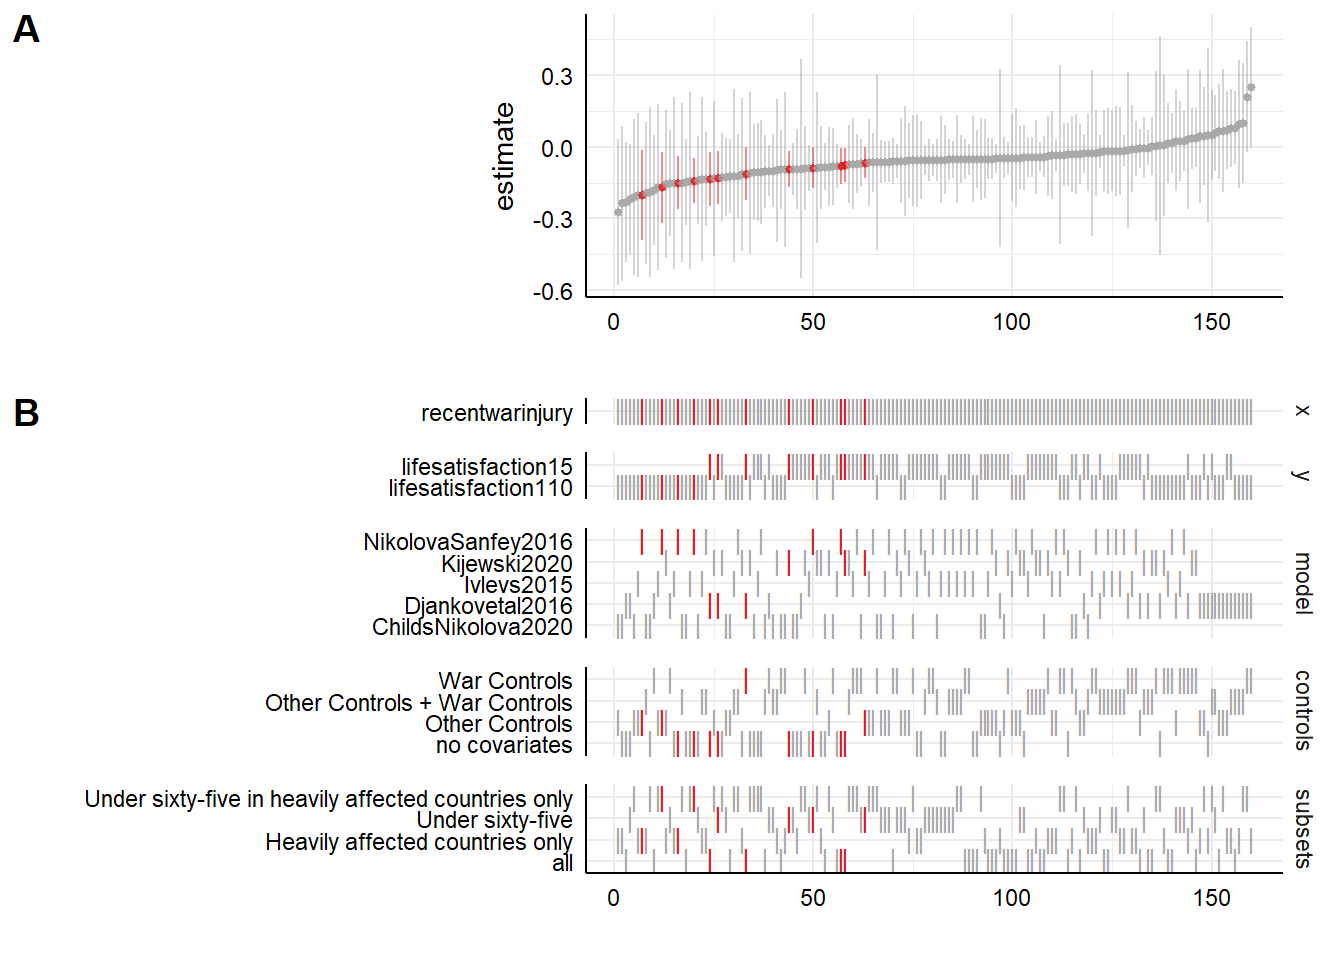 A
estimate
0.3
0.0
-0.3
-0.6
0 50 100 150
B
recentwarinjury
x
lifesatisfaction15
lifesatisfaction110
y
NikolovaSanfey2016
Kijewski2020
Ivlevs2015
Djankovetal2016
ChildsNikolova2020
model
War Controls
Other Controls + War Controls
Other Controls
no covariates
controls
Under sixty-five in heavily affected countries only
Under sixty-five
Heavily affected countries only
all
subsets
0 50 100 150